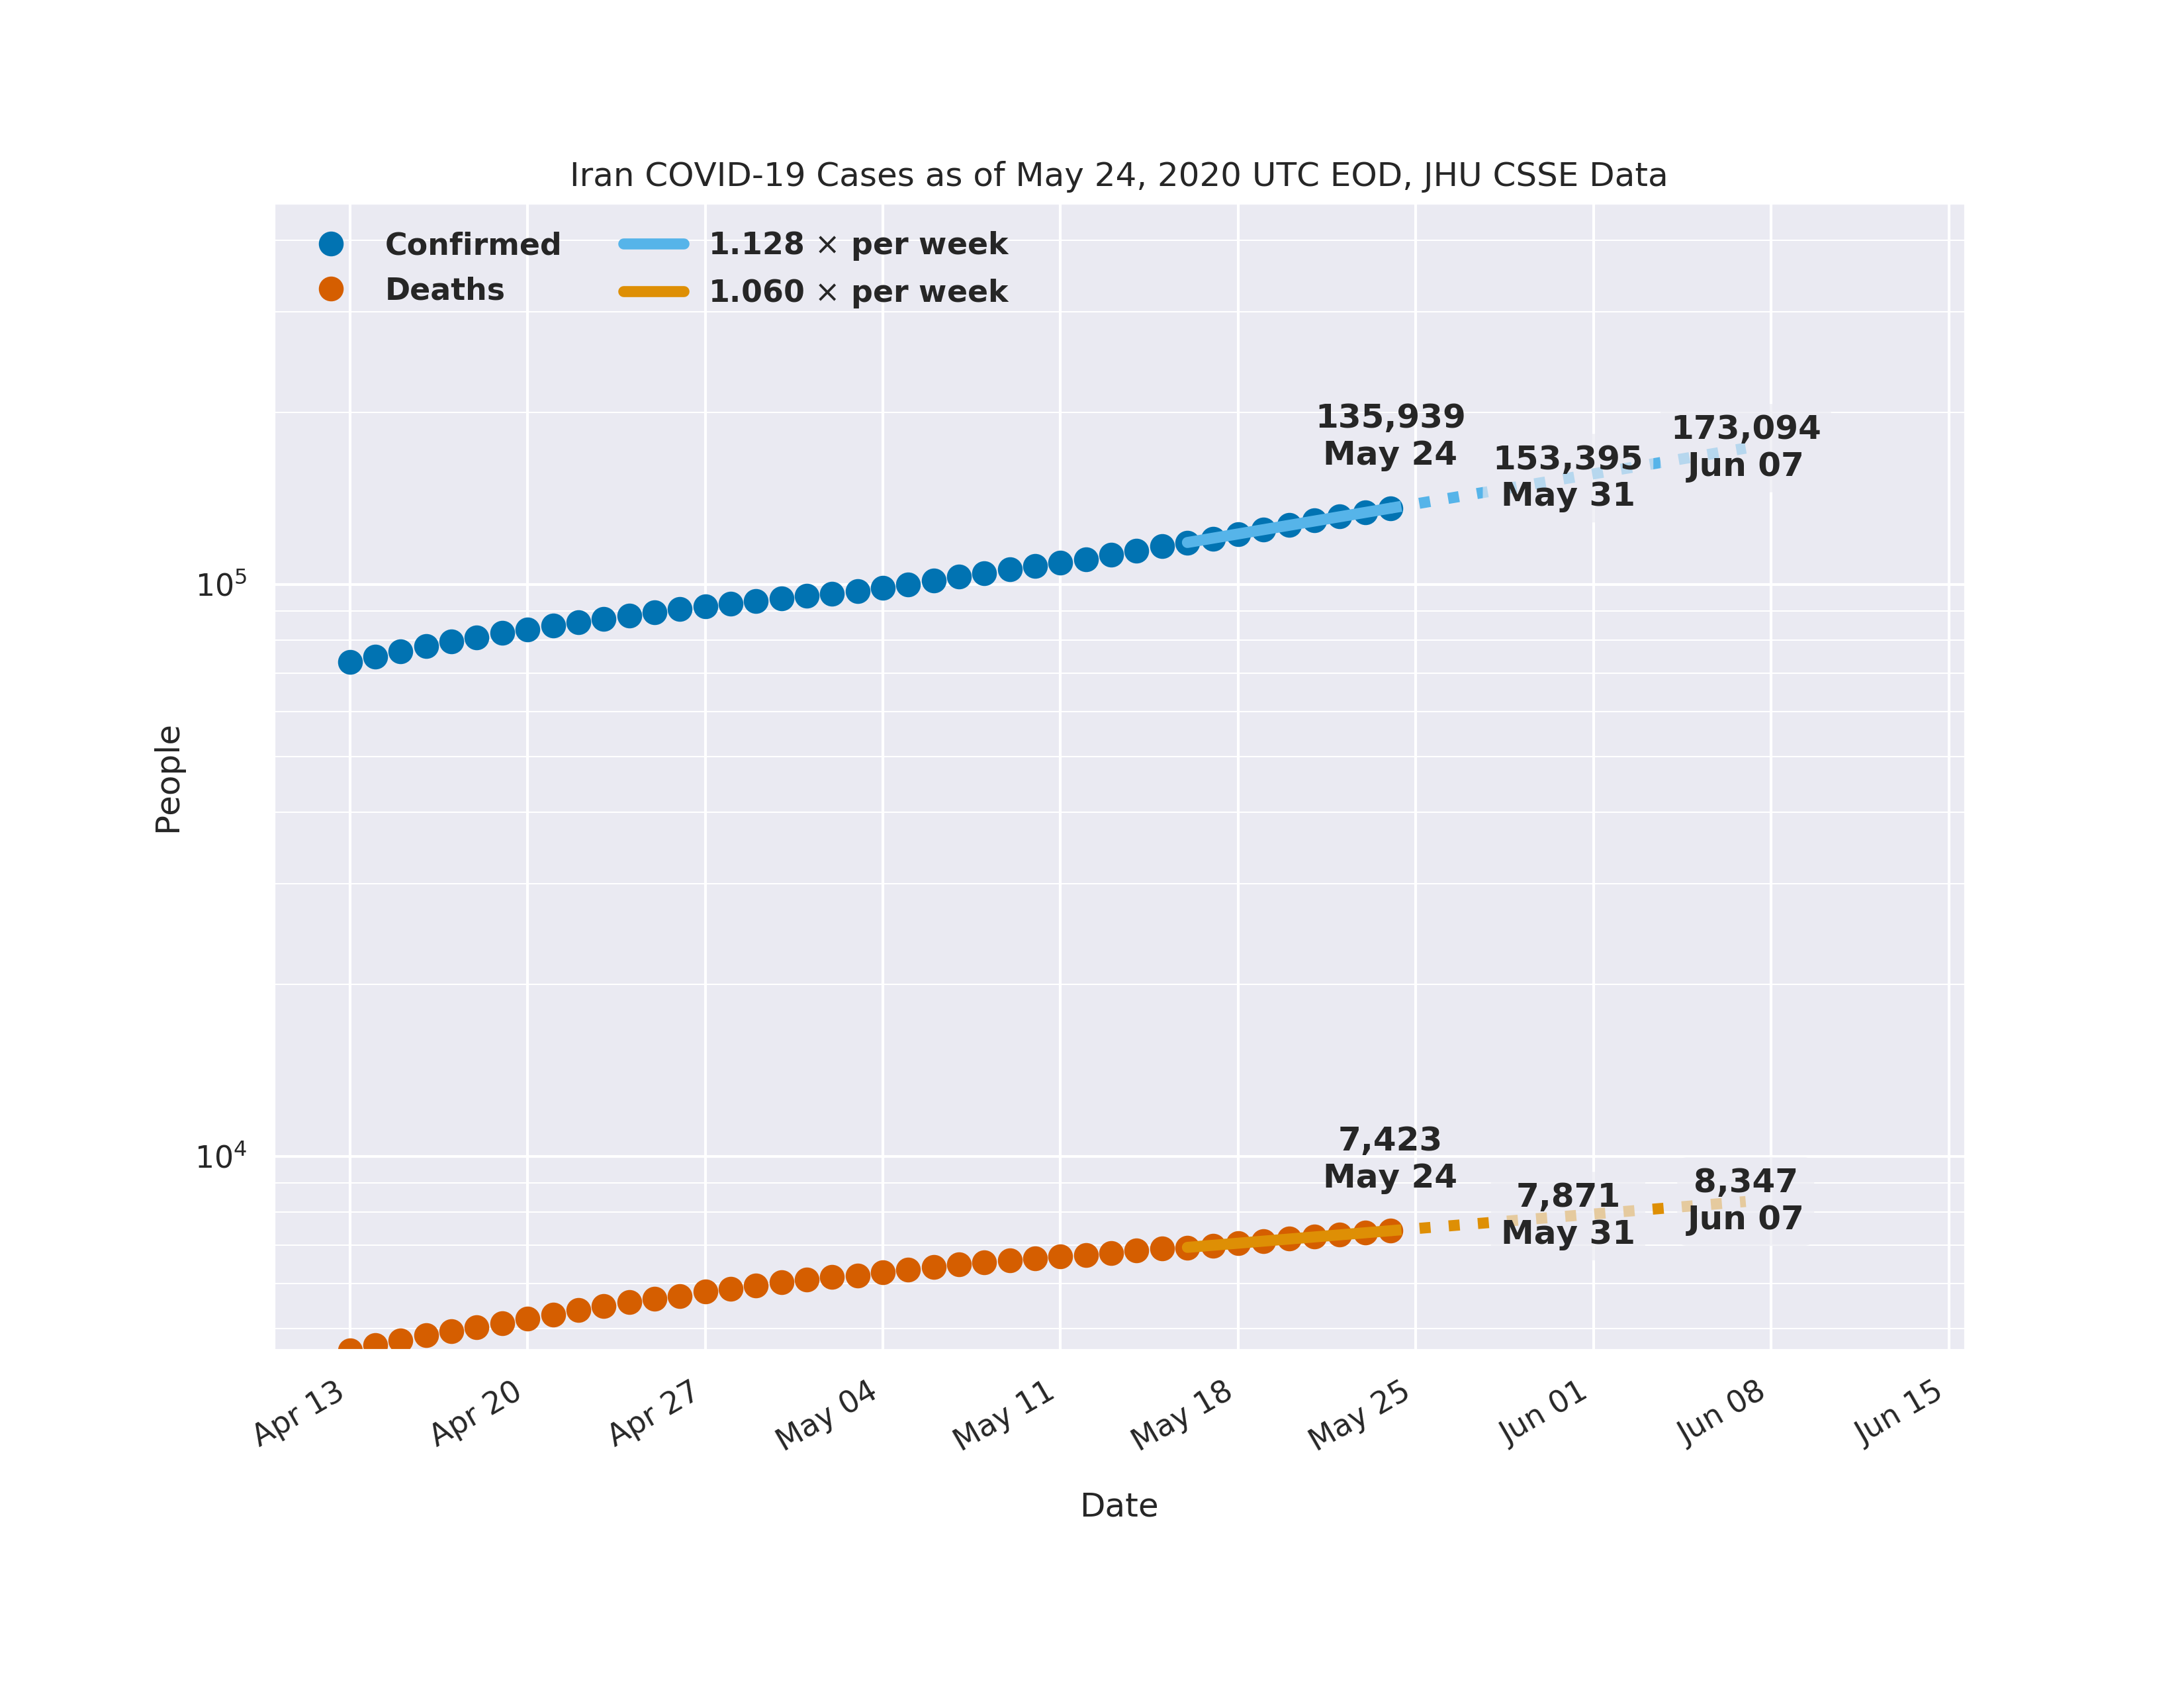 Iran COVID-19 Cases as of May 24, 2020 UTC EOD, JHU CSSE Data
Confirmed
Deaths
1.128 × per week
1.060 × per week
135,939
May 24
153,395
May 31
173,094
Jun 07
7,423
May 24
7,871
May 31
8,347
Jun 07
People
10⁵
10⁴
Apr 13
Apr 20
Apr 27
May 04
May 11
May 18
May 25
Jun 01
Jun 08
Jun 15
Date